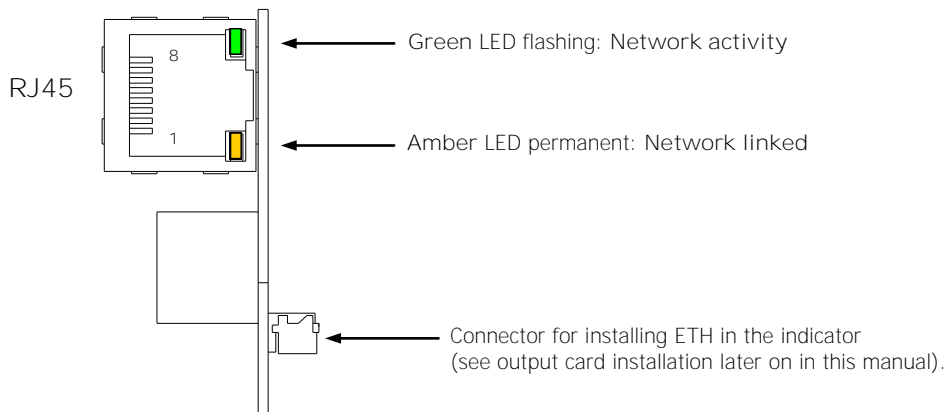 Green LED flashing: Network activity
8
RJ45
1
Amber LED permanent: Network linked
Connector for installing ETH in the indicator
(see output card installation later on in this manual).